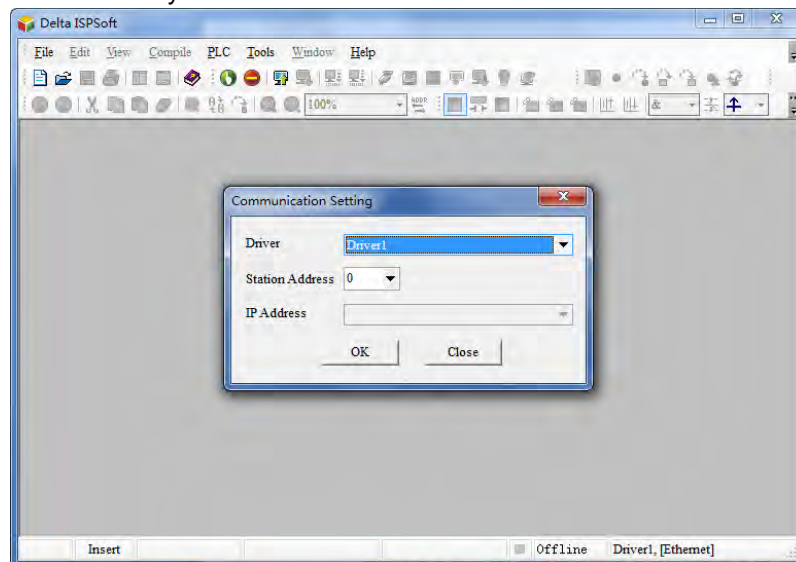 Delta ISPSoft
File Edit View Compile PLC Tools Window Help
100%
ADDR
&
Communication Setting
Driver Driver1
Station Address 0
IP Address
OK Close
Insert Offline Driver1, [Ethernet]